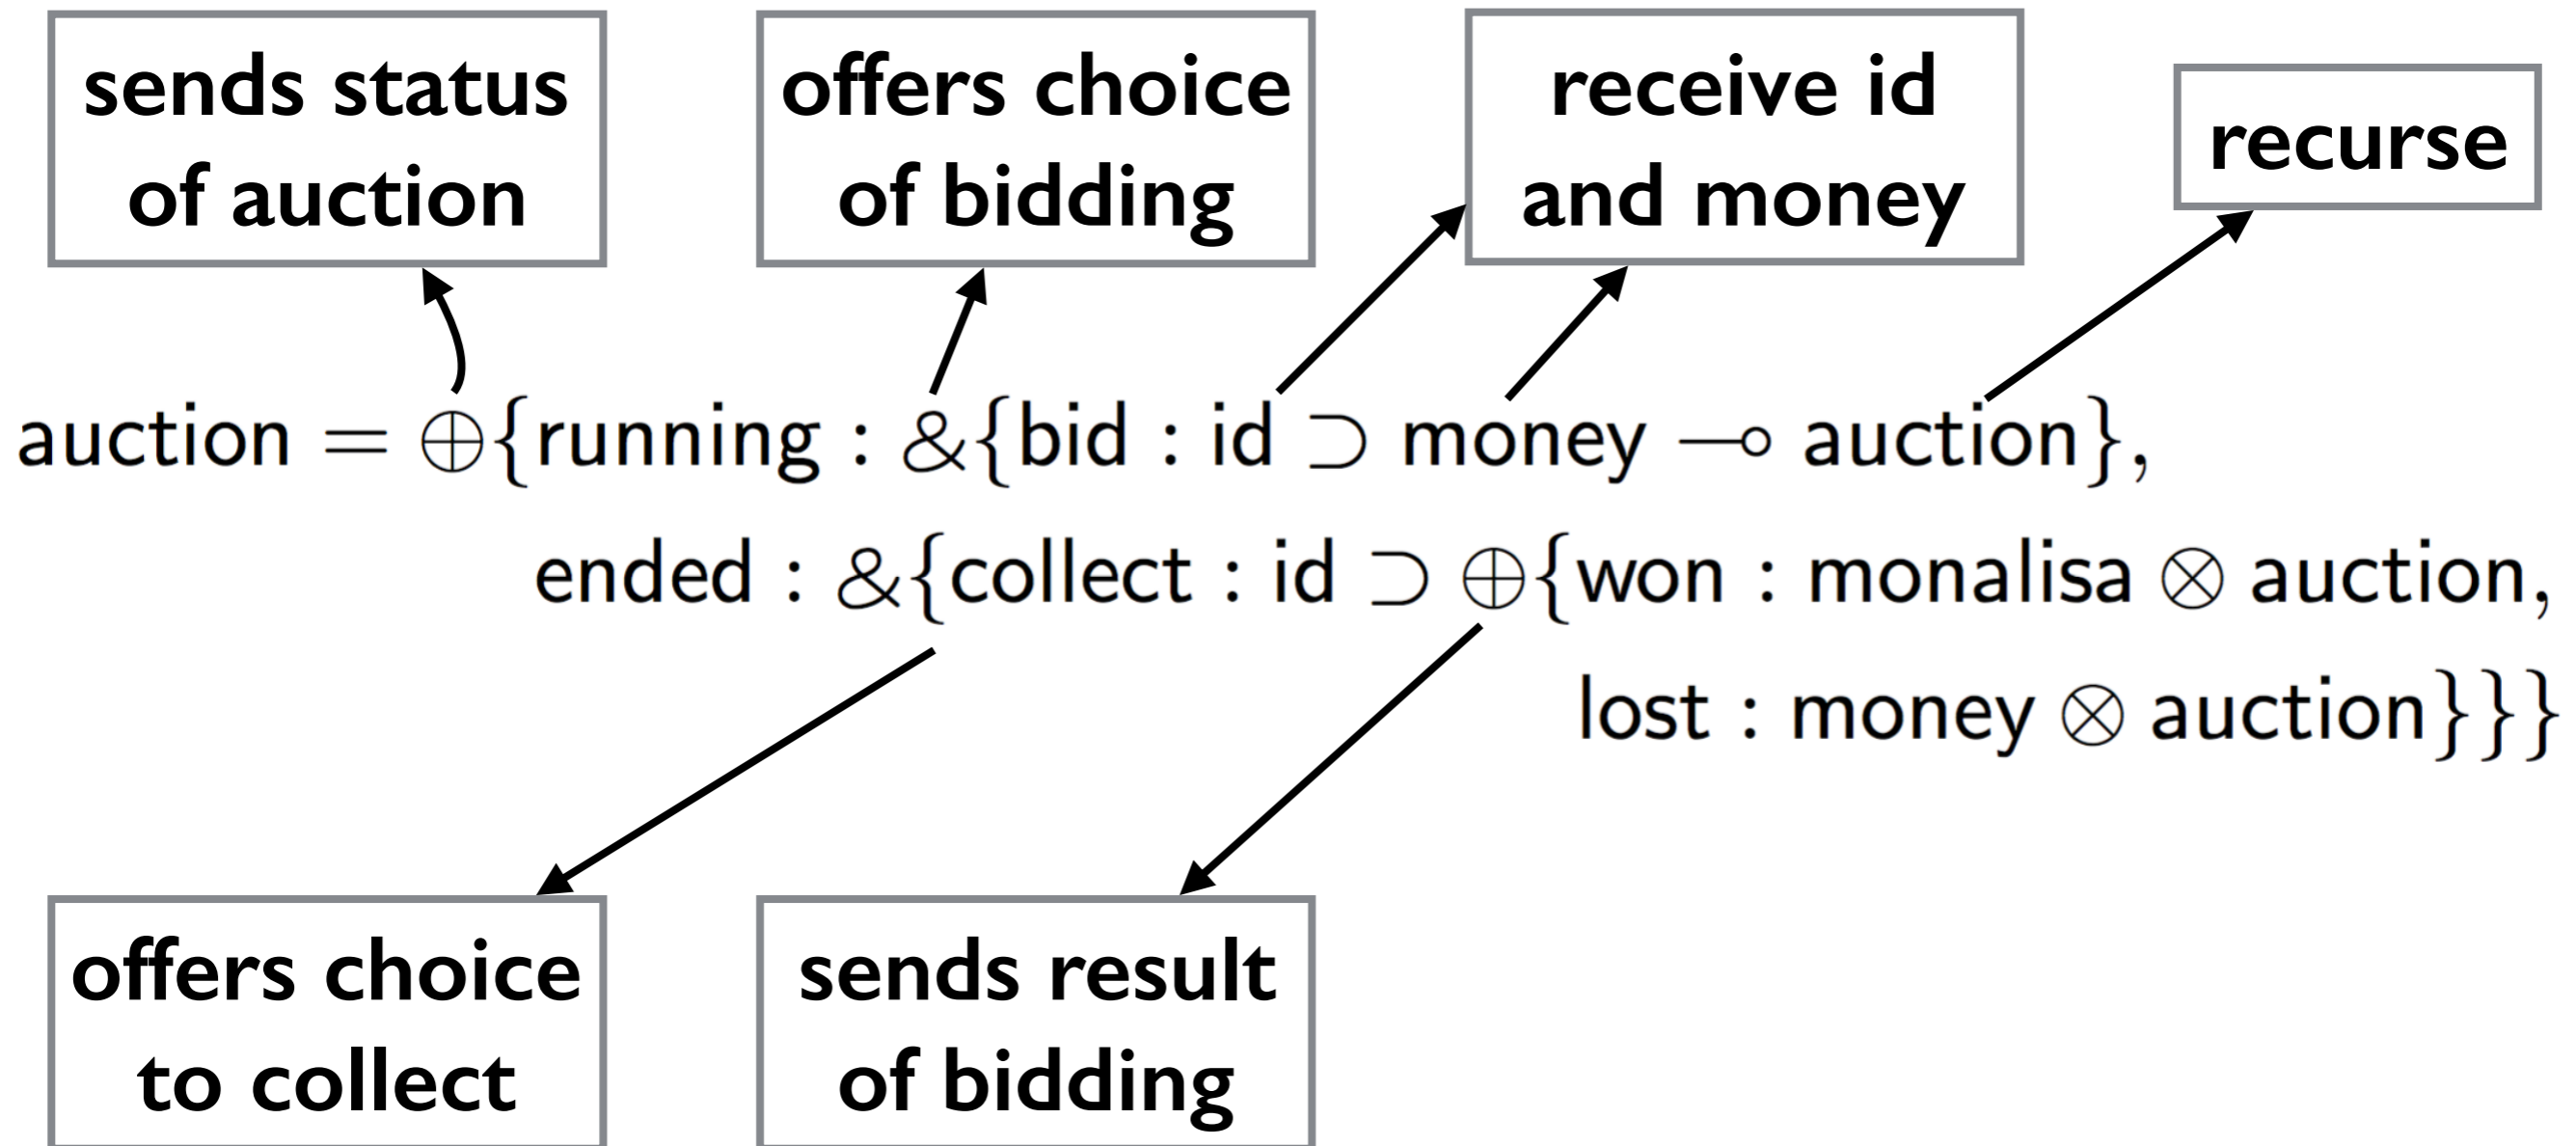 sends status
of auction
offers choice
of bidding
receive id
and money
recurse
auction = ⊕{running : &{bid : id ⊃ money ⊸ auction},
ended : &{collect : id ⊃ ⊕{won : monalisa ⊗ auction,
lost : money ⊗ auction}}}
offers choice
to collect
sends result
of bidding